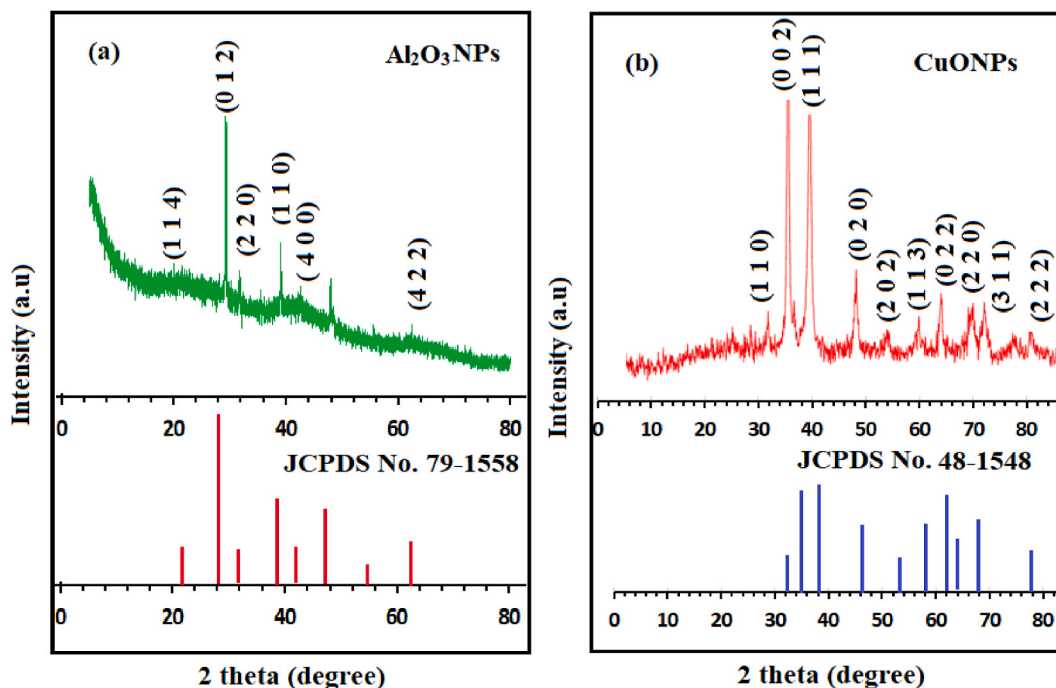 (a)
Al₂O₃ NPs
(1 1 4)
(0 1 2)
(2 2 0)
(1 1 0)
(4 0 0)
(4 2 2)
Intensity (a.u)
0 20 40 60 80
JCPDS No. 79-1558
0 20 40 60 80
2 theta (degree)
(b)
CuONPs
(1 1 0)
(0 0 2)
(1 1 1)
(0 2 0)
(2 0 2)
(1 1 3)
(0 2 2)
(2 2 0)
(3 1 1)
(2 2 2)
Intensity (a.u)
0 10 20 30 40 50 60 70 80
JCPDS No. 48-1548
0 10 20 30 40 50 60 70 80
2 theta (degree)